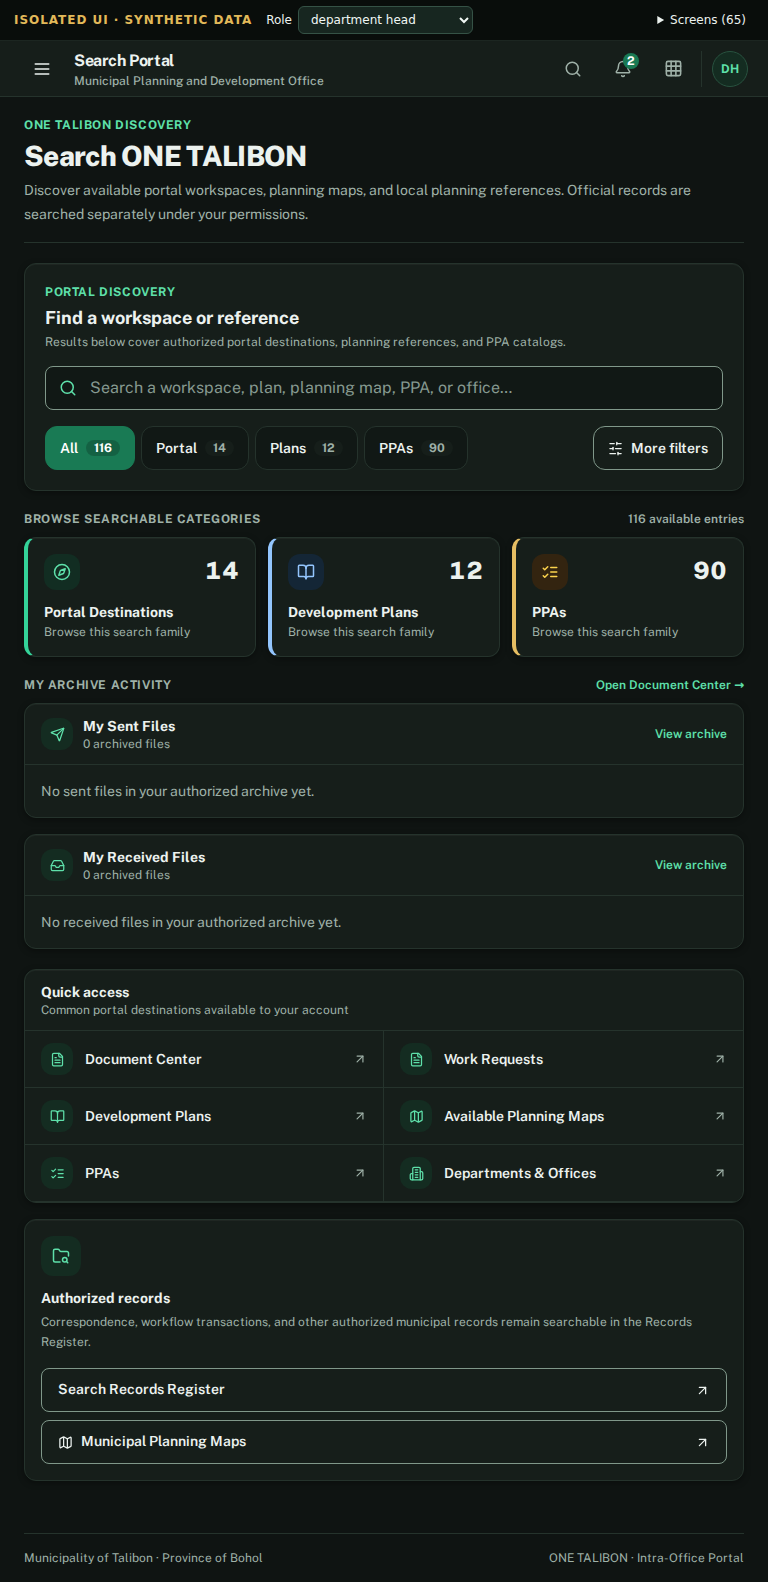 ISOLATED UI · SYNTHETIC DATA Role department head Screens (65)
Search Portal
Municipal Planning and Development Office
2
DH
ONE TALIBON DISCOVERY
Search ONE TALIBON
Discover available portal workspaces, planning maps, and local planning references. Official records are
searched separately under your permissions.
PORTAL DISCOVERY
Find a workspace or reference
Results below cover authorized portal destinations, planning references, and PPA catalogs.
Search a workspace, plan, planning map, PPA, or office...
All 116 Portal 14 Plans 12 PPAs 90 More filters
BROWSE SEARCHABLE CATEGORIES 116 available entries
14
Portal Destinations
Browse this search family
12
Development Plans
Browse this search family
90
PPAs
Browse this search family
MY ARCHIVE ACTIVITY Open Document Center →
My Sent Files
0 archived files
View archive
No sent files in your authorized archive yet.
My Received Files
0 archived files
View archive
No received files in your authorized archive yet.
Quick access
Common portal destinations available to your account
Document Center Work Requests
Development Plans Available Planning Maps
PPAs Departments & Offices
Authorized records
Correspondence, workflow transactions, and other authorized municipal records remain searchable in the Records
Register.
Search Records Register
Municipal Planning Maps
Municipality of Talibon · Province of Bohol ONE TALIBON · Intra-Office Portal